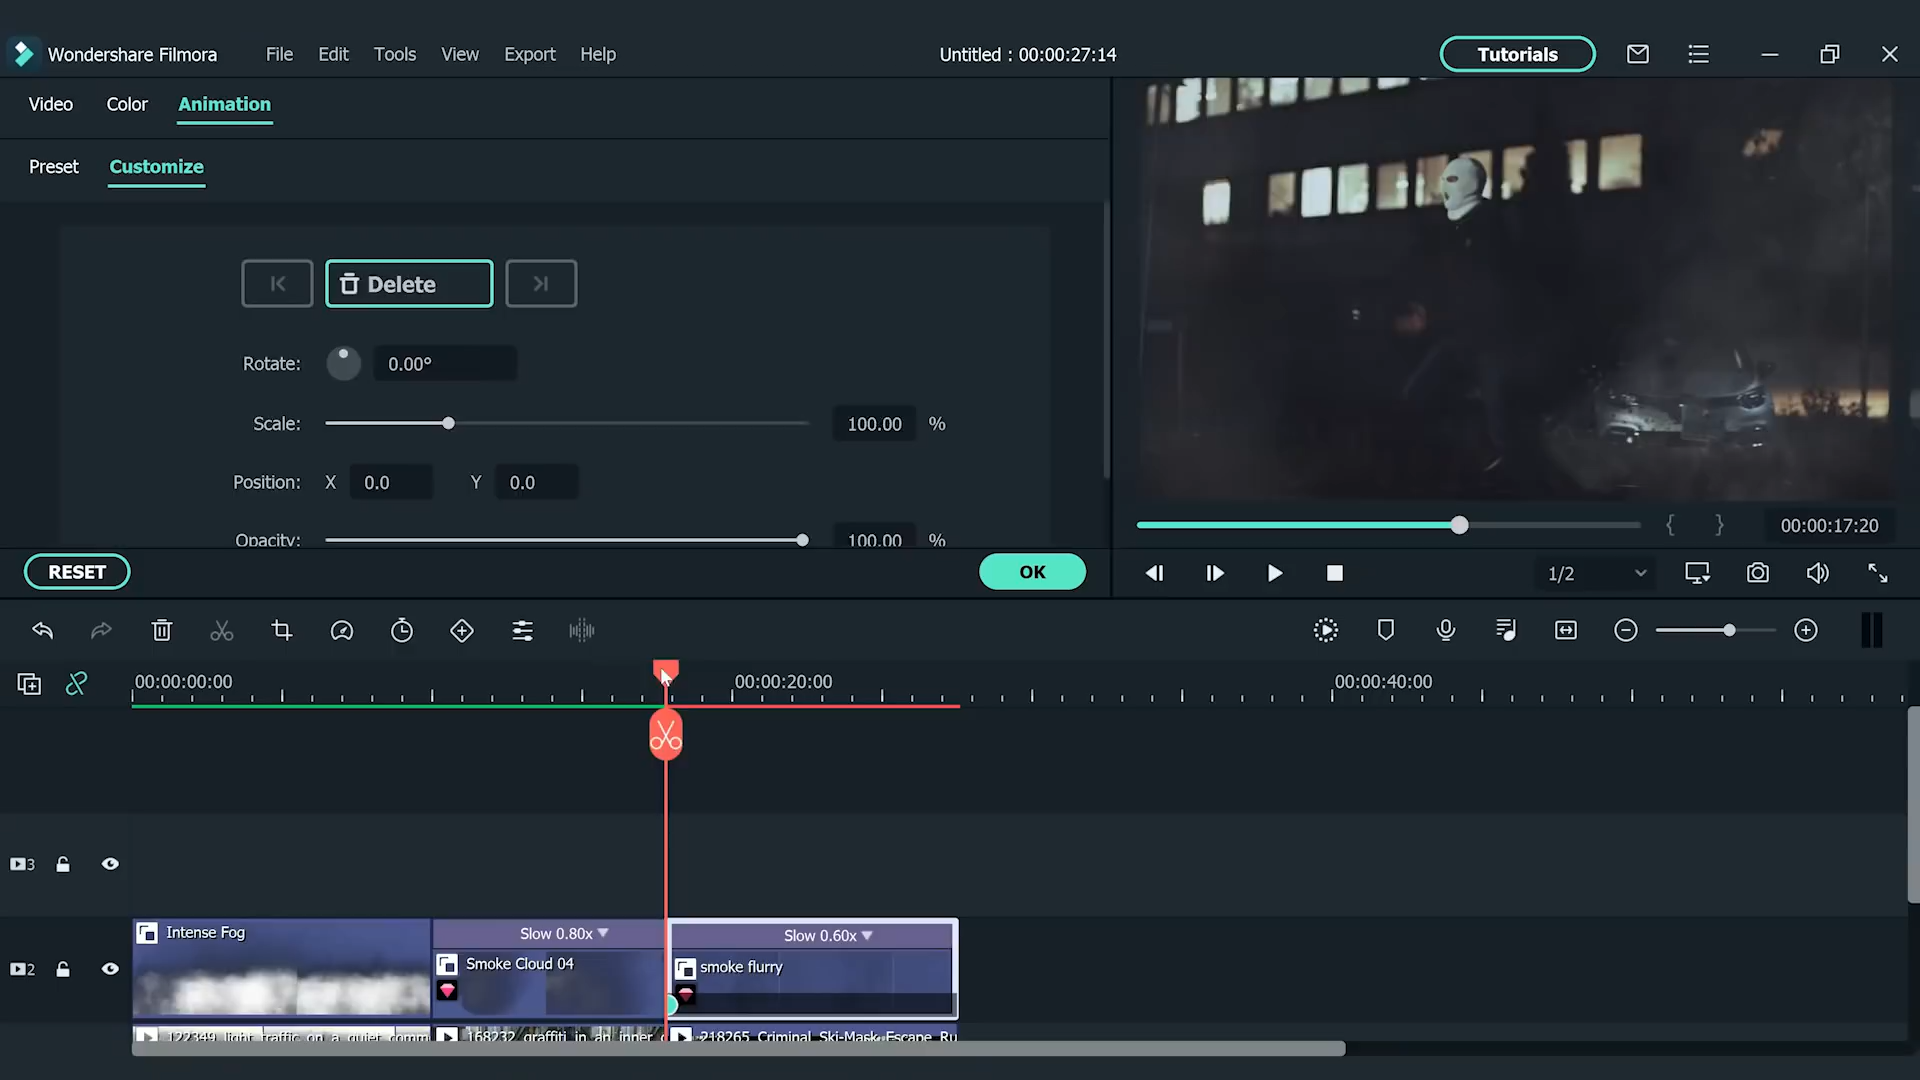 Wondershare Filmora File Edit Tools View Export Help Untitled : 00:00:27:14 Tutorials
Video Color Animation
Preset Customize
Delete
Rotate: 0.00°
Scale: 100.00 %
Position: X 0.0 Y 0.0
Opacity: 100.00 %
00:00:17:20
RESET OK 1/2
00:00:00:00 00:00:20:00 00:00:40:00
3
2
Intense Fog Slow 0.80x Slow 0.60x
Smoke Cloud 04 smoke flurry
122349_light_traffic_on_a_quiet_comm 168232_graffiti_in_an_inner_c 218265_Criminal_Ski-Mask_Escape_Ru